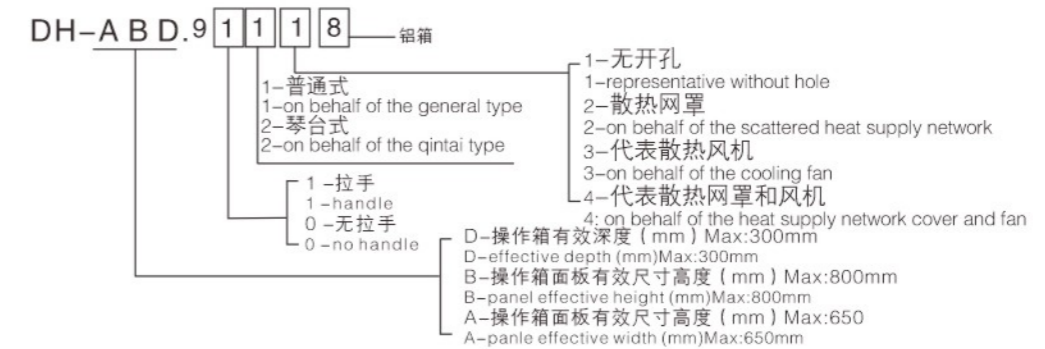 DH-A B D.9 1 1 1 8 铝箱
1-无开孔
1-representative without hole
2-散热网罩
2-on behalf of the scattered heat supply network
3-代表散热风机
3-on behalf of the cooling fan
4-代表散热网罩和风机
4: on behalf of the heat supply network cover and fan
1-普通式
1-on behalf of the general type
2-琴台式
2-on behalf of the qintai type
1-拉手
1-handle
0-无拉手
0-no handle
D-操作箱有效深度（mm）Max:300mm
D-effective depth (mm)Max:300mm
B-操作箱面板有效尺寸高度（mm）Max:800mm
B-panel effective height (mm)Max:800mm
A-操作箱面板有效尺寸高度（mm）Max:650
A-panle effective width (mm)Max:650mm